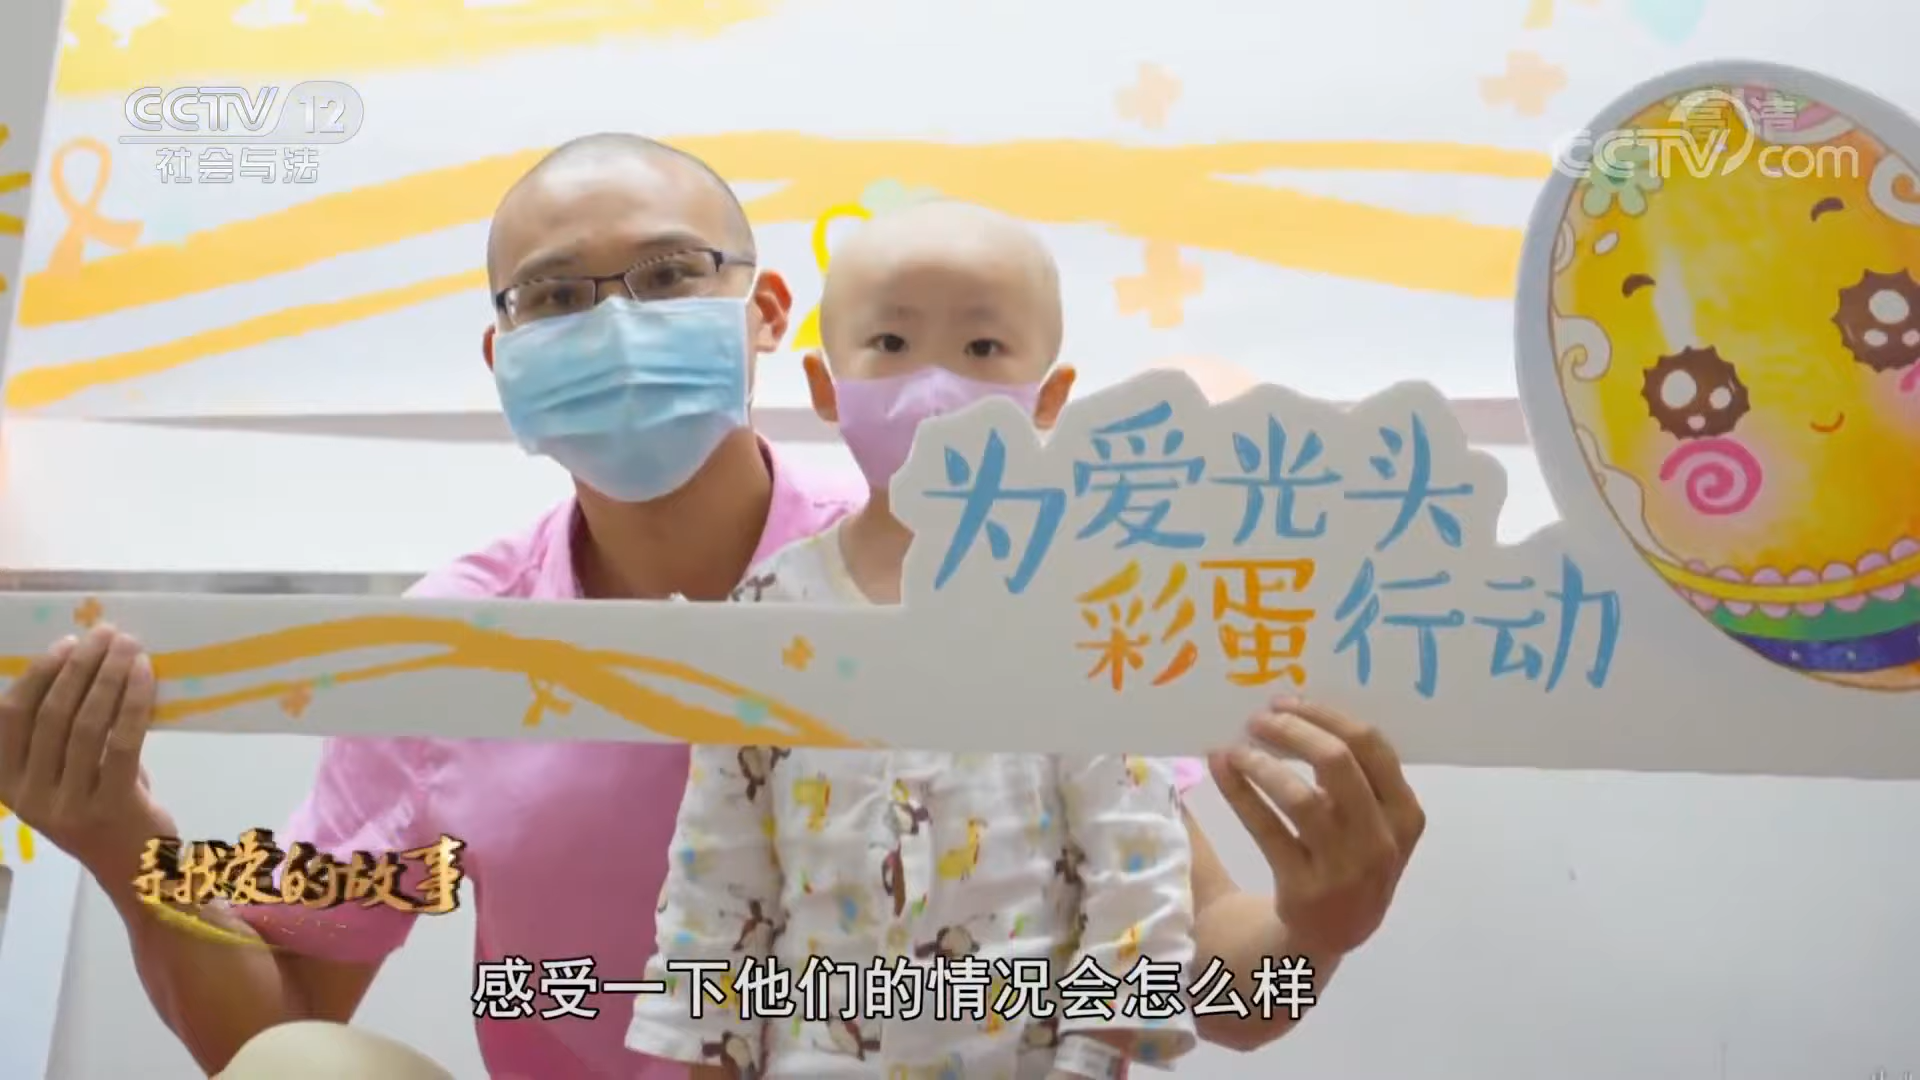 CCTV 12
社会与法
高清
CCTV.com
为爱光头
彩蛋行动
寻找爱的故事
感受一下他们的情况会怎么样